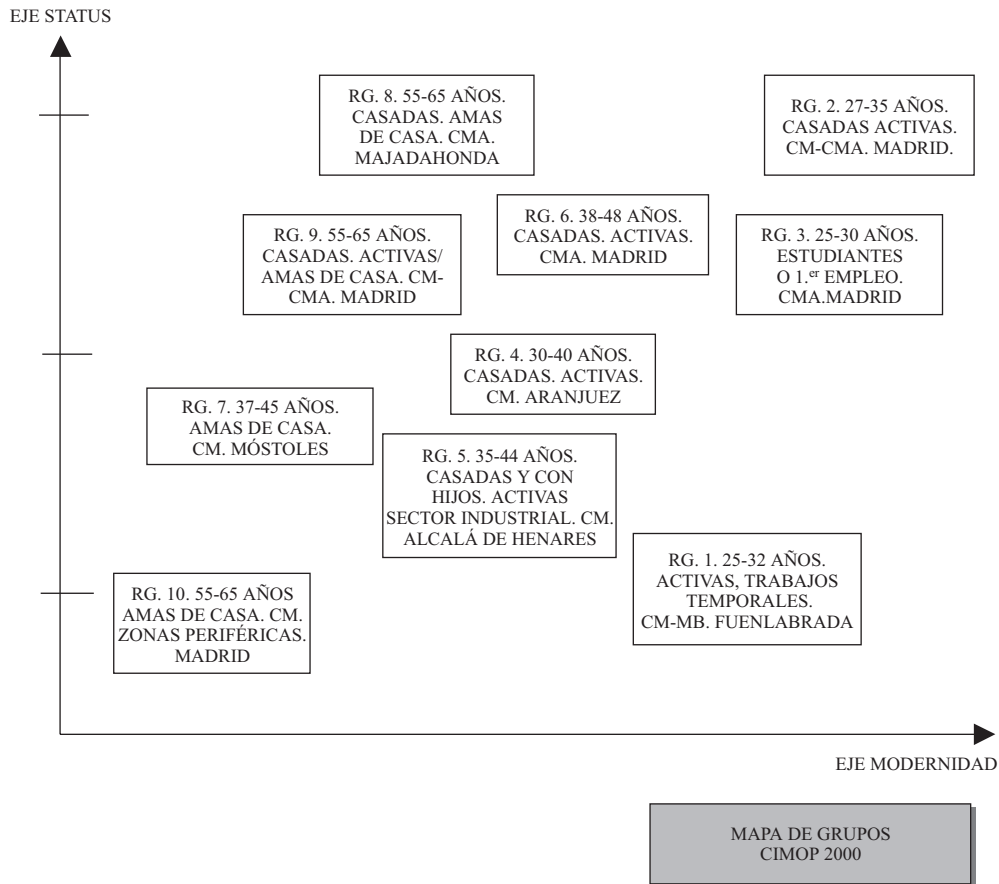 EJE STATUS
RG. 8. 55-65 AÑOS.
CASADAS. AMAS
DE CASA. CMA.
MAJADAHONDA
RG. 2. 27-35 AÑOS.
CASADAS ACTIVAS.
CM-CMA. MADRID.
RG. 9. 55-65 AÑOS.
CASADAS. ACTIVAS/
AMAS DE CASA. CM-
CMA. MADRID
RG. 6. 38-48 AÑOS.
CASADAS. ACTIVAS.
CMA. MADRID
RG. 3. 25-30 AÑOS.
ESTUDIANTES
O 1.er EMPLEO.
CMA.MADRID
RG. 4. 30-40 AÑOS.
CASADAS. ACTIVAS.
CM. ARANJUEZ
RG. 7. 37-45 AÑOS.
AMAS DE CASA.
CM. MÓSTOLES
RG. 5. 35-44 AÑOS.
CASADAS Y CON
HIJOS. ACTIVAS
SECTOR INDUSTRIAL. CM.
ALCALÁ DE HENARES
RG. 1. 25-32 AÑOS.
ACTIVAS, TRABAJOS
TEMPORALES.
CM-MB. FUENLABRADA
RG. 10. 55-65 AÑOS
AMAS DE CASA. CM.
ZONAS PERIFÉRICAS.
MADRID
EJE MODERNIDAD
MAPA DE GRUPOS
CIMOP 2000